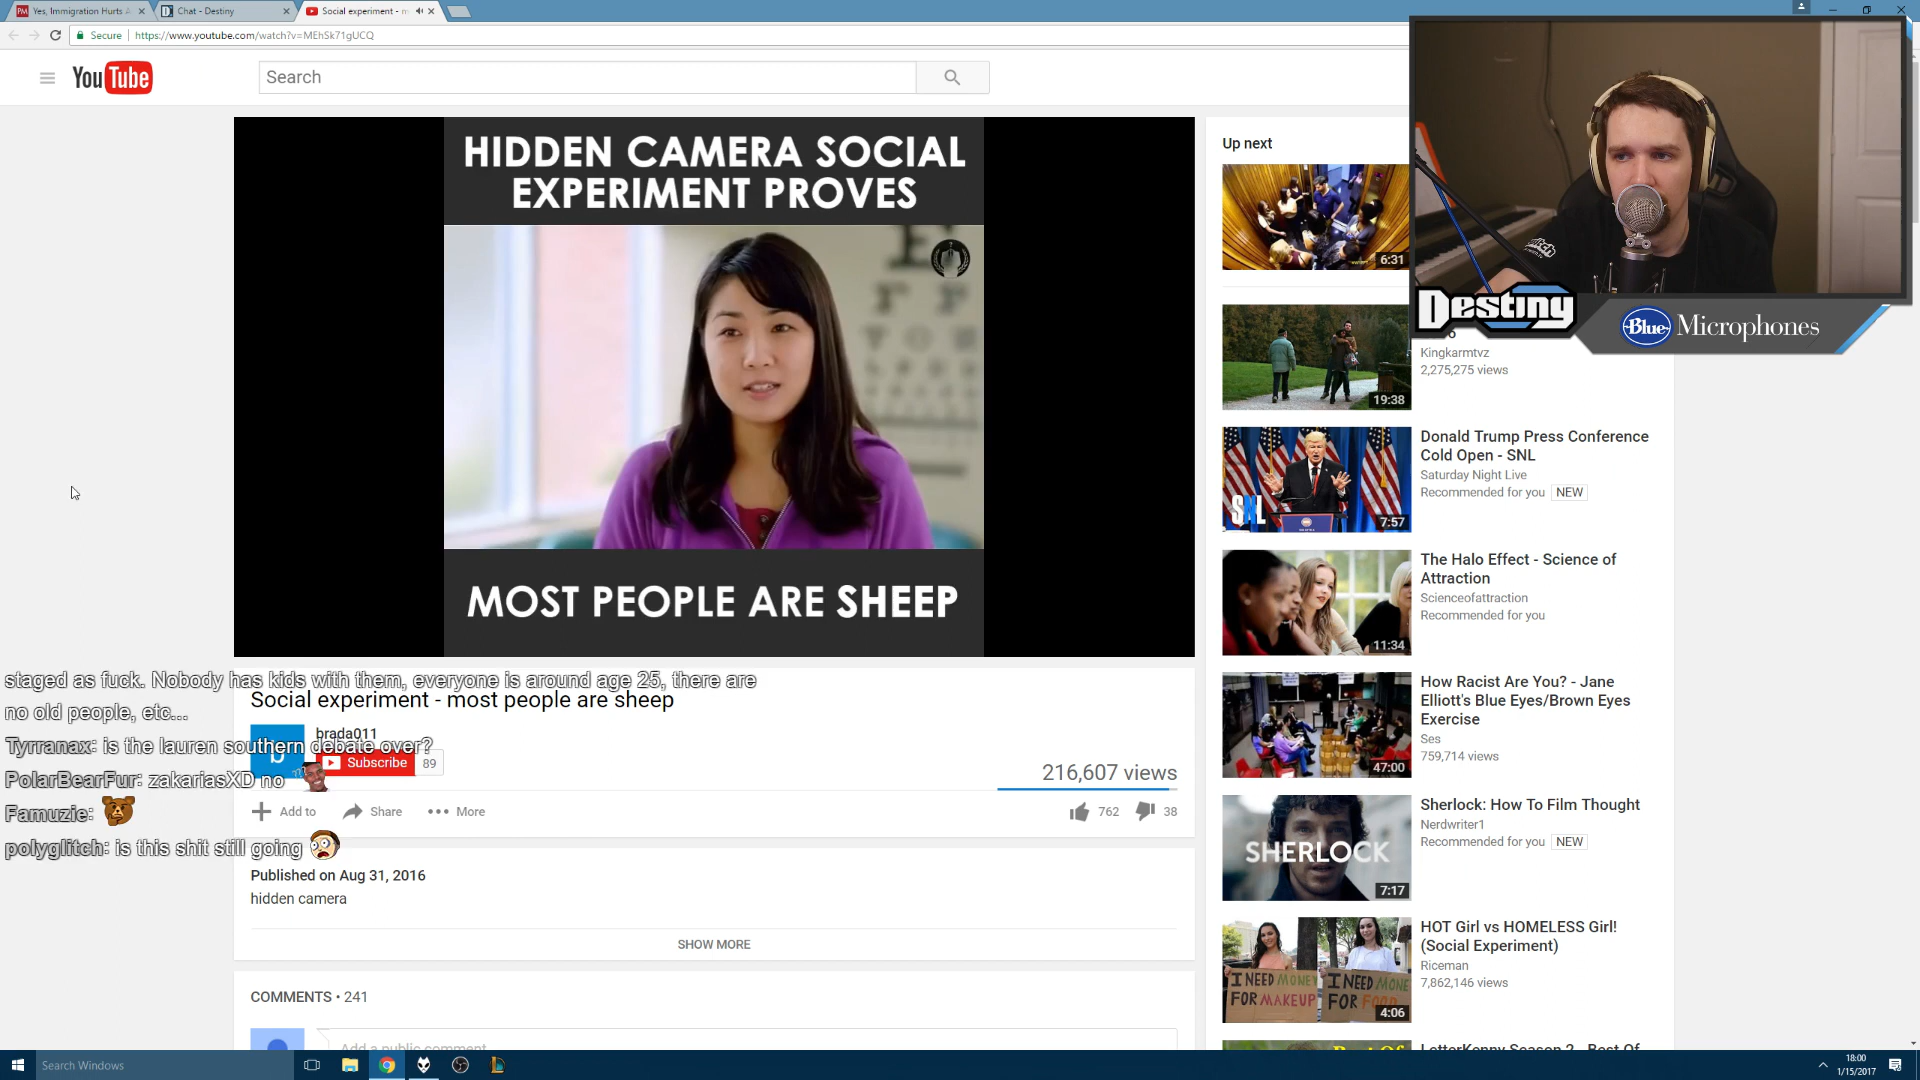 Yes, Immigration Hurts A
Chat - Destiny
Social experiment - m
Secure
https://www.youtube.com/watch?v=MEhSk71gUCQ
YouTube
Search
HIDDEN CAMERA SOCIAL
EXPERIMENT PROVES
MOST PEOPLE ARE SHEEP
Destiny
Blue Microphones
twitch
staged as fuck. Nobody has kids with them, everyone is around age 25, there are
no old people, etc...
Tyrranax: is the lauren southern debate over?
PolarBearFur: zakariasXD no
Famuzie:
polyglitch: is this shit still going
Social experiment - most people are sheep
b
brada011
Subscribe 89
216,607 views
Add to
Share
More
762
38
Published on Aug 31, 2016
hidden camera
SHOW MORE
COMMENTS • 241
Add a public comment
Up next
6:31
Kingkarmtvz
2,275,275 views
19:38
Donald Trump Press Conference
Cold Open - SNL
Saturday Night Live
Recommended for you NEW
SNL
7:57
The Halo Effect - Science of
Attraction
Scienceofattraction
Recommended for you
11:34
How Racist Are You? - Jane
Elliott's Blue Eyes/Brown Eyes
Exercise
Ses
759,714 views
47:00
Sherlock: How To Film Thought
Nerdwriter1
Recommended for you NEW
SHERLOCK
7:17
HOT Girl vs HOMELESS Girl!
(Social Experiment)
Riceman
7,862,146 views
I NEED MONEY
FOR MAKEUP
I NEED MONE
FOR FOOD
4:06
LetterKenny Season 2 - Best Of
Best Of
Search Windows
18:00
1/15/2017